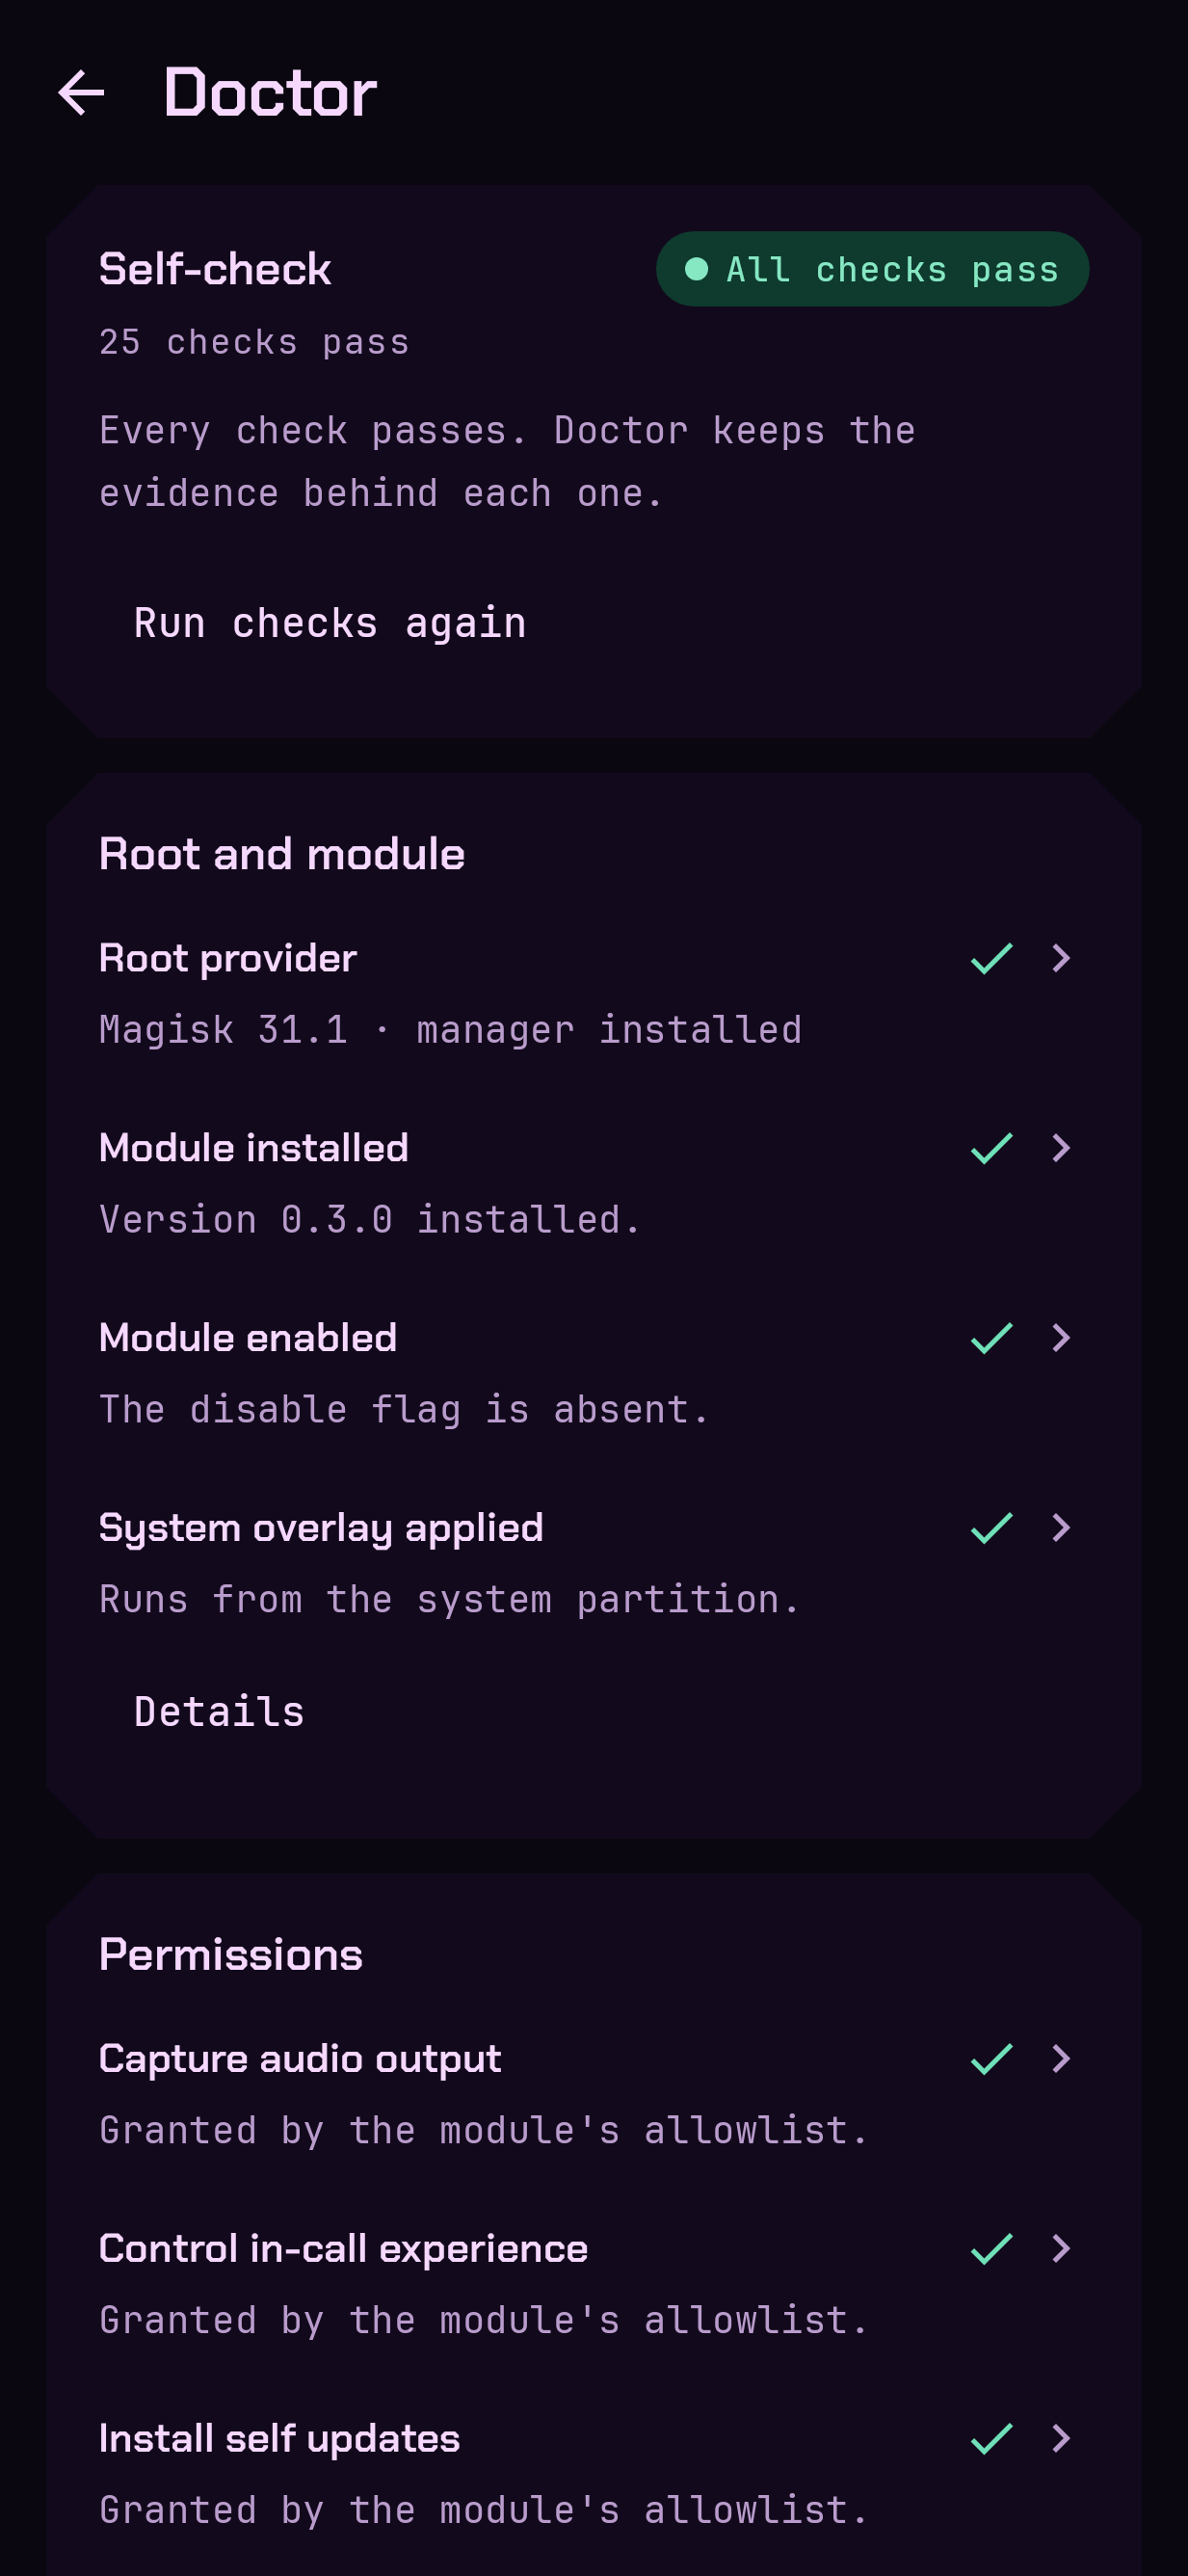 Doctor
Self-check
All checks pass
25 checks pass
Every check passes. Doctor keeps the
evidence behind each one.
Run checks again
Root and module
Root provider
Magisk 31.1 · manager installed
Module installed
Version 0.3.0 installed.
Module enabled
The disable flag is absent.
System overlay applied
Runs from the system partition.
Details
Permissions
Capture audio output
Granted by the module's allowlist.
Control in-call experience
Granted by the module's allowlist.
Install self updates
Granted by the module's allowlist.